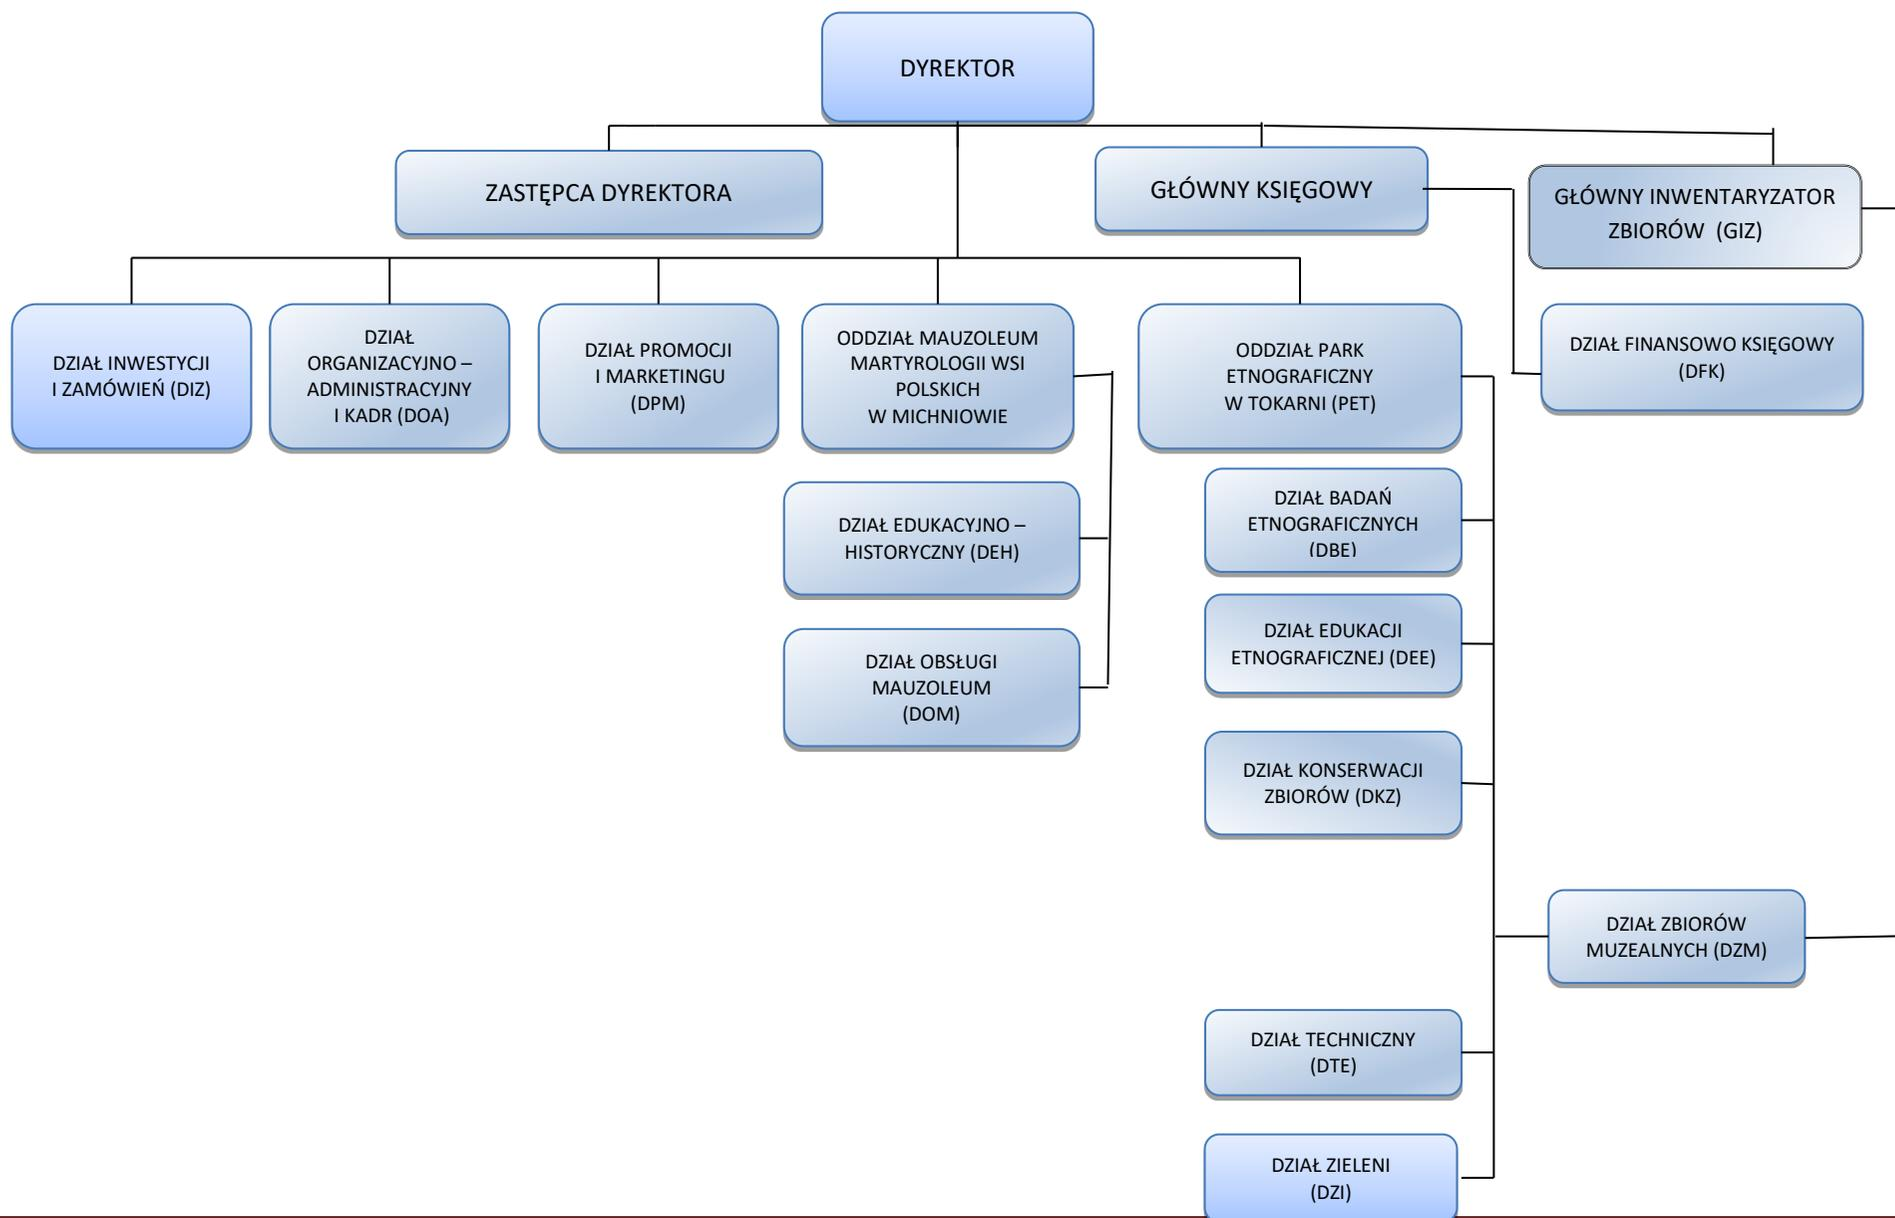 DYREKTOR
ZASTĘPCA DYREKTORA
GŁÓWNY KSIĘGOWY
GŁÓWNY INWENTARYZATOR
ZBIORÓW (GIZ)
DZIAŁ INWESTYCJI
I ZAMÓWIEŃ (DIZ)
DZIAŁ
ORGANIZACYJNO –
ADMINISTRACYJNY
I KADR (DOA)
DZIAŁ PROMOCJI
I MARKETINGU
(DPM)
ODDZIAŁ MAUZOLEUM
MARTYROLOGII WSI
POLSKICH
W MICHNIOWIE
ODDZIAŁ PARK
ETNOGRAFICZNY
W TOKARNI (PET)
DZIAŁ FINANSOWO KSIĘGOWY
(DFK)
DZIAŁ EDUKACYJNO –
HISTORYCZNY (DEH)
DZIAŁ OBSŁUGI
MAUZOLEUM
(DOM)
DZIAŁ BADAŃ
ETNOGRAFICZNYCH
(DBE)
DZIAŁ EDUKACJI
ETNOGRAFICZNEJ (DEE)
DZIAŁ KONSERWACJI
ZBIORÓW (DKZ)
DZIAŁ ZBIORÓW
MUZEALNYCH (DZM)
DZIAŁ TECHNICZNY
(DTE)
DZIAŁ ZIELENI
(DZI)